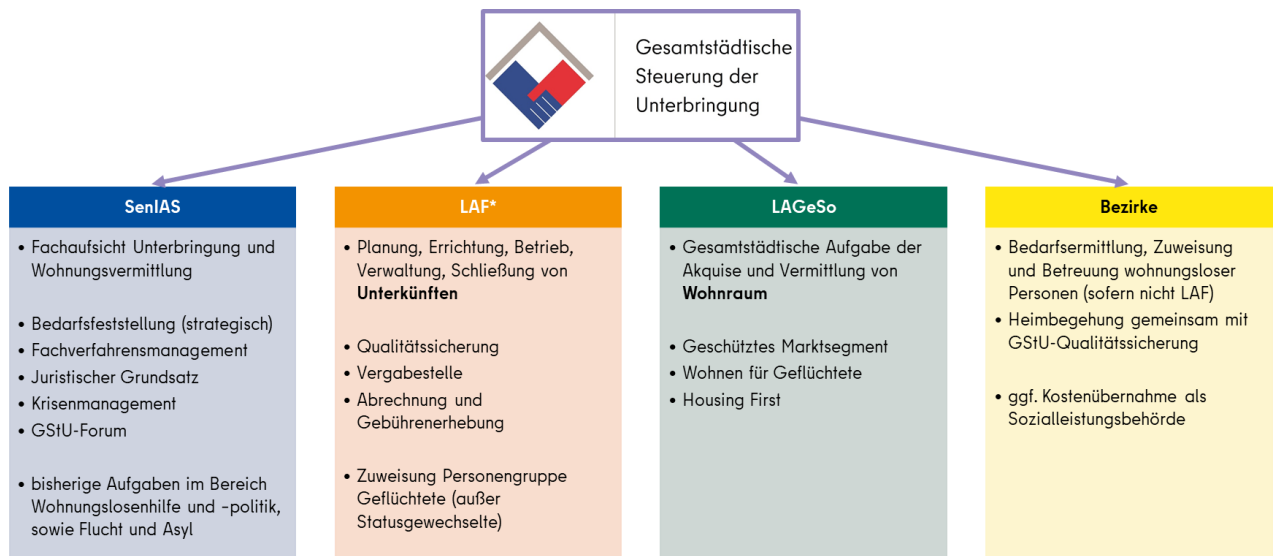 Gesamtstädtische
Steuerung der
Unterbringung
SenIAS
• Fachaufsicht Unterbringung und
Wohnungsvermittlung
• Bedarfsfeststellung (strategisch)
• Fachverfahrensmanagement
• Juristischer Grundsatz
• Krisenmanagement
• GStU-Forum
• bisherige Aufgaben im Bereich
Wohnungslosenhilfe und -politik,
sowie Flucht und Asyl
LAF*
• Planung, Errichtung, Betrieb,
Verwaltung, Schließung von
Unterkünften
• Qualitätssicherung
• Vergabestelle
• Abrechnung und
Gebührenerhebung
• Zuweisung Personengruppe
Geflüchtete (außer
Statusgewechselte)
LAGeSo
• Gesamtstädtische Aufgabe der
Akquise und Vermittlung von
Wohnraum
• Geschütztes Marktsegment
• Wohnen für Geflüchtete
• Housing First
Bezirke
• Bedarfsermittlung, Zuweisung
und Betreuung wohnungsloser
Personen (sofern nicht LAF)
• Heimbegehung gemeinsam mit
GStU-Qualitätssicherung
• ggf. Kostenübernahme als
Sozialleistungsbehörde